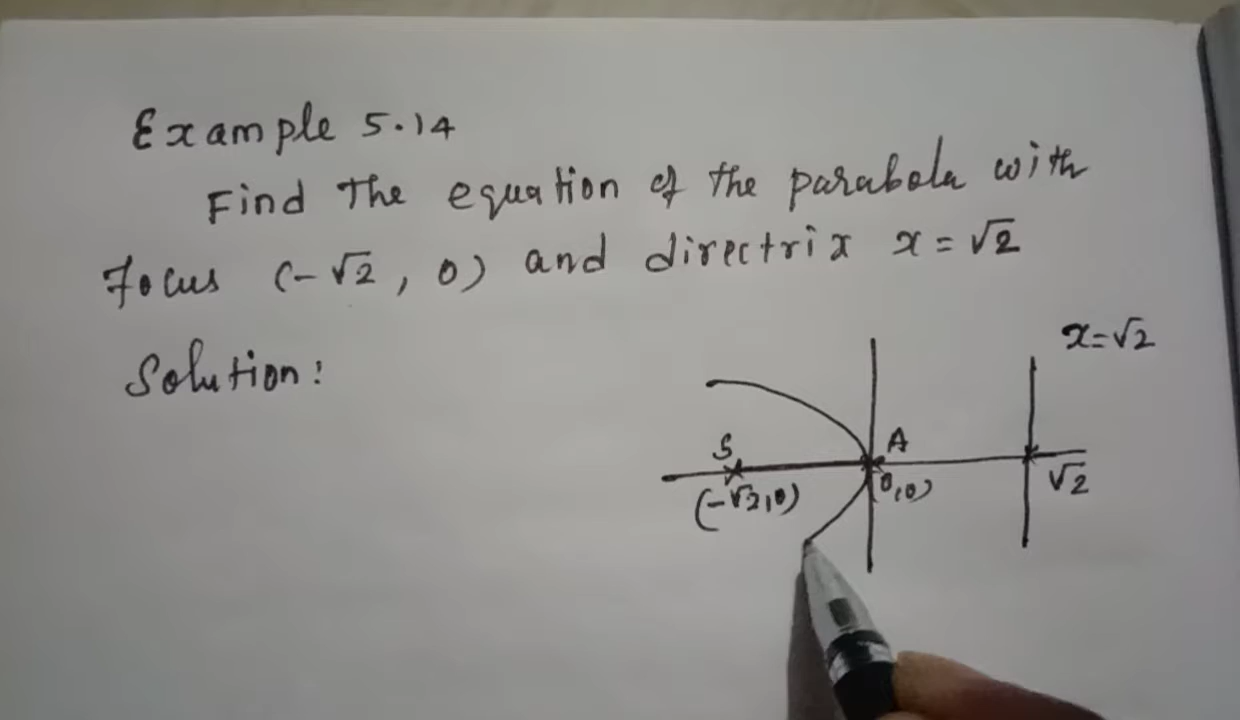 Example 5.14
Find The equation of the parabola with
Focus (-√2, 0) and directrix x = √2
Solution:
x=√2
S
A
(-√2,0)
(0,0)
√2